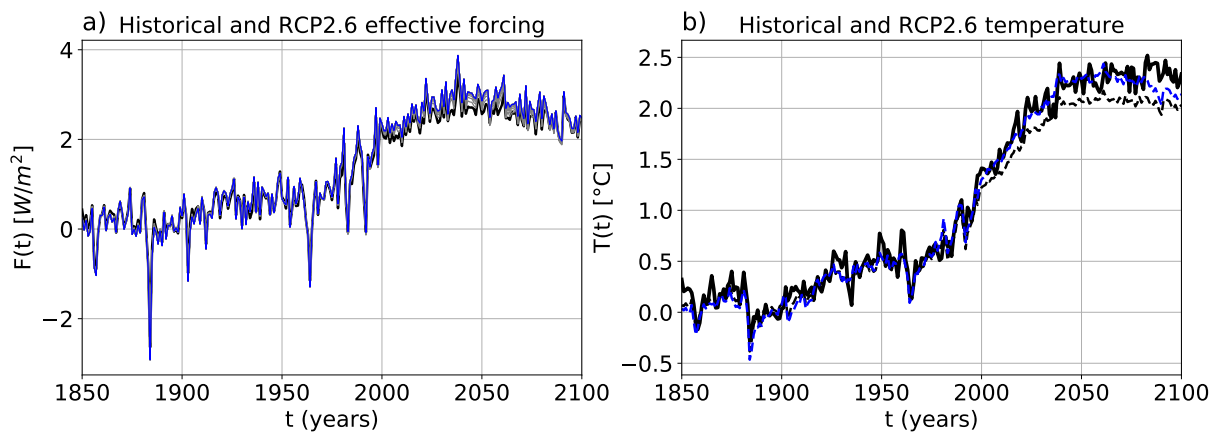 a) Historical and RCP2.6 effective forcing
F(t) [W/m²]
4
2
0
−2
1850 1900 1950 2000 2050 2100
t (years)
b) Historical and RCP2.6 temperature
T(t) [°C]
2.5
2.0
1.5
1.0
0.5
0.0
−0.5
1850 1900 1950 2000 2050 2100
t (years)